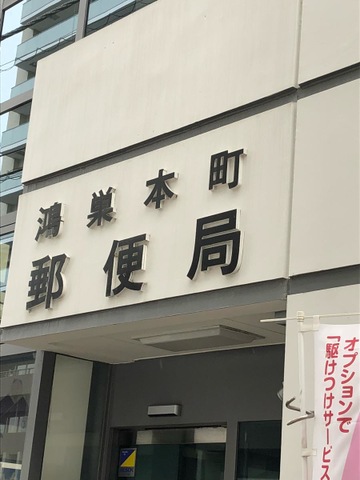 鴻巣本町
郵便局
オプションで
「駆けつけサービス